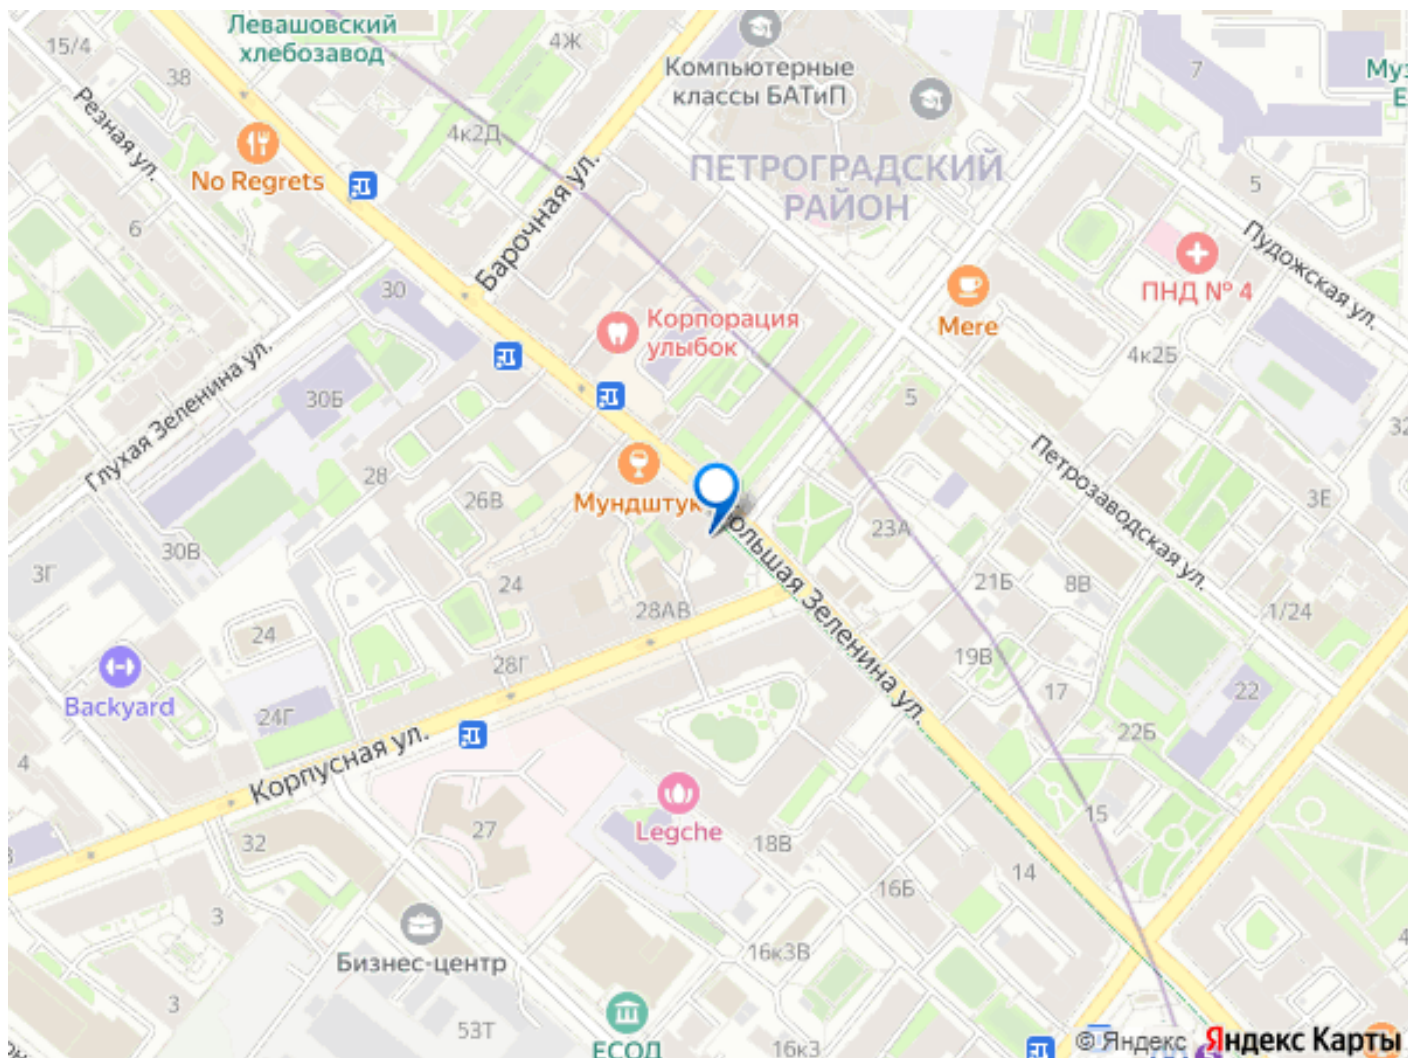 Левашовский
хлебозавод
15/4
38
4Ж
Компьютерные
классы БАТиП
7
Резная ул.
4к2Д
No Regrets
ПЕТРОГРАДСКИЙ
РАЙОН
5
6
Барочная ул.
Пудожская ул.
ПНД № 4
30
Корпорация
улыбок
Mere
4к2Б
Глухая Зеленина ул.
30Б
5
32
28
26В
Мундштук
Петрозаводская ул.
3Е
30В
23А
3Г
24
21Б
8В
Большая Зеленина ул.
28АВ
1/24
24
28Г
19В
Backyard
24Г
17
22
22Б
Корпусная ул.
4
Legche
15
32
27
18В
14
16Б
3
Бизнес-центр
16к3В
4
3
53Т
ЕСОД
16к3
© Яндекс Яндекс Карты